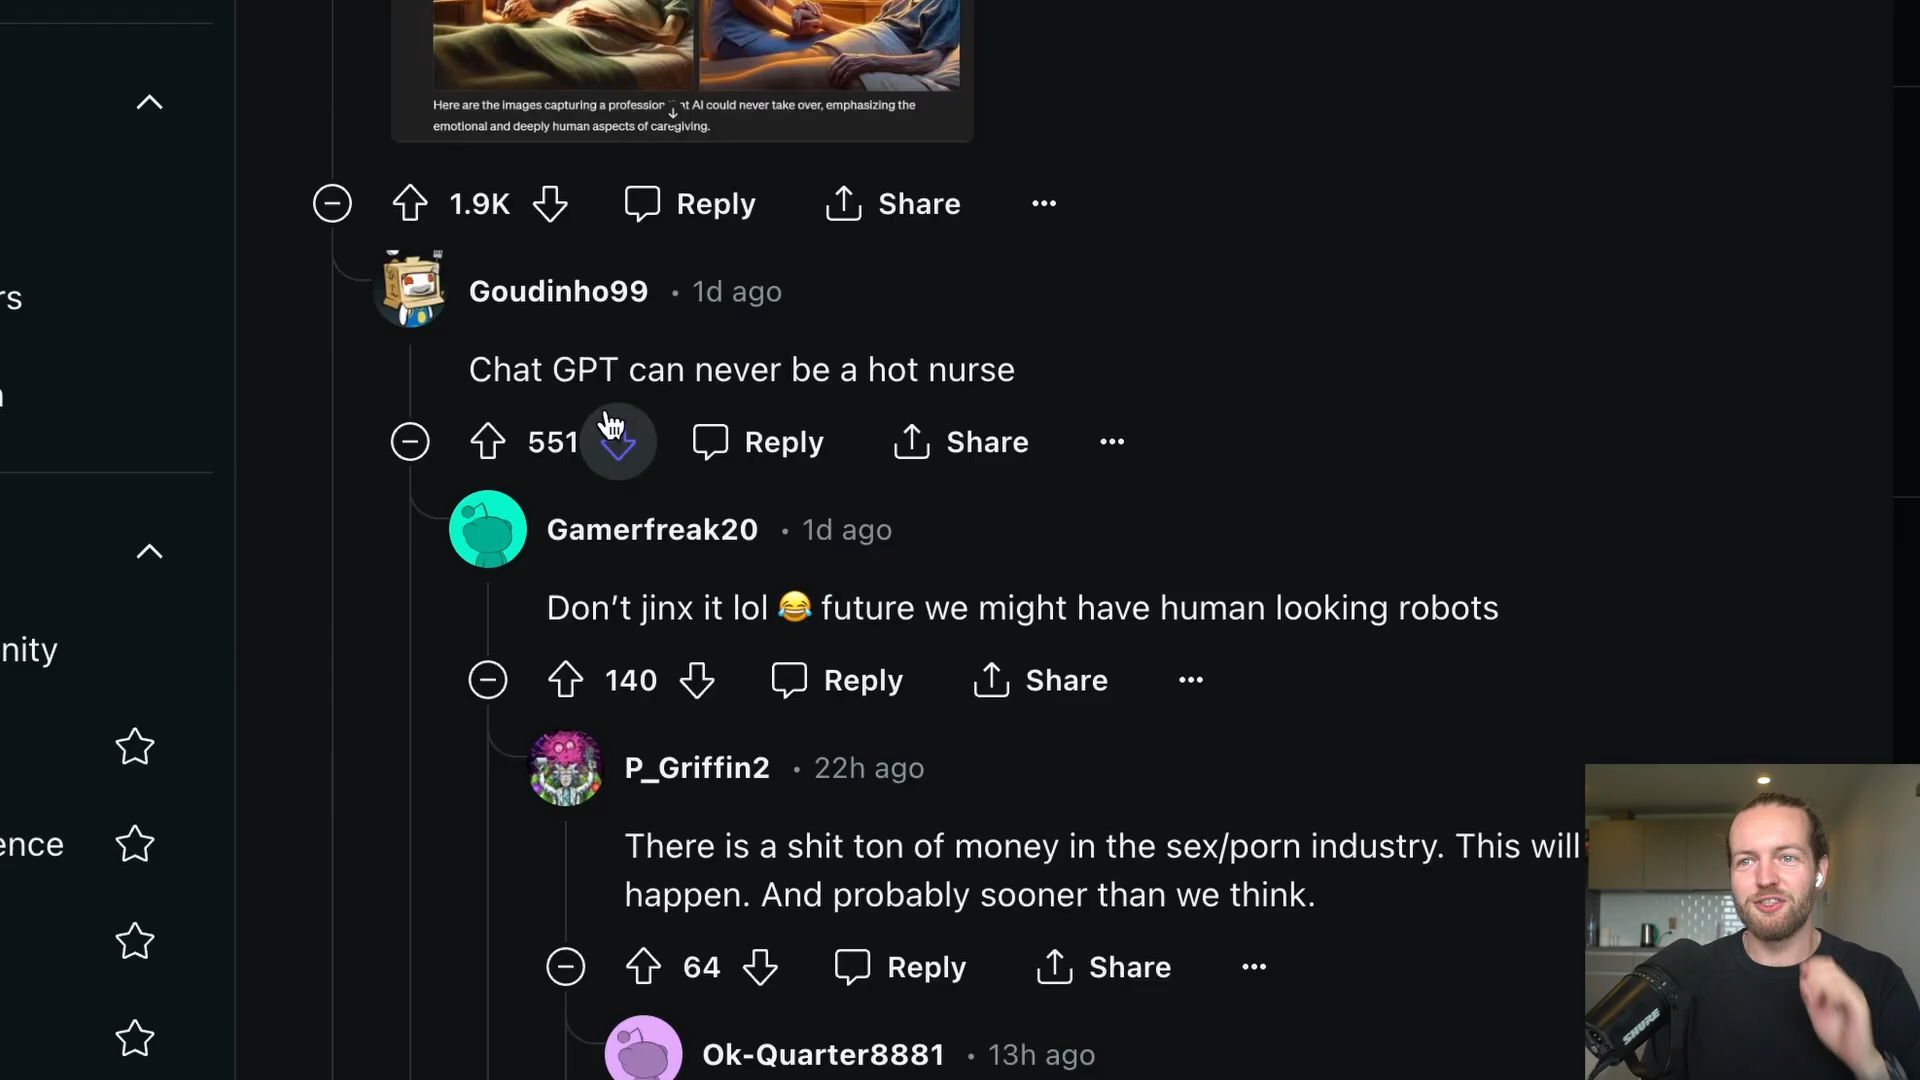 Here are the images capturing a profession at AI could never take over, emphasizing the
emotional and deeply human aspects of caregiving.
1.9K Reply Share
Goudinho99 • 1d ago
rs
Chat GPT can never be a hot nurse
551 Reply Share
Gamerfreak20 • 1d ago
Don't jinx it lol 😂 future we might have human looking robots
nity
140 Reply Share
P_Griffin2 • 22h ago
There is a shit ton of money in the sex/porn industry. This will
ence
happen. And probably sooner than we think.
64 Reply Share
SHURE
Ok-Quarter8881 • 13h ago